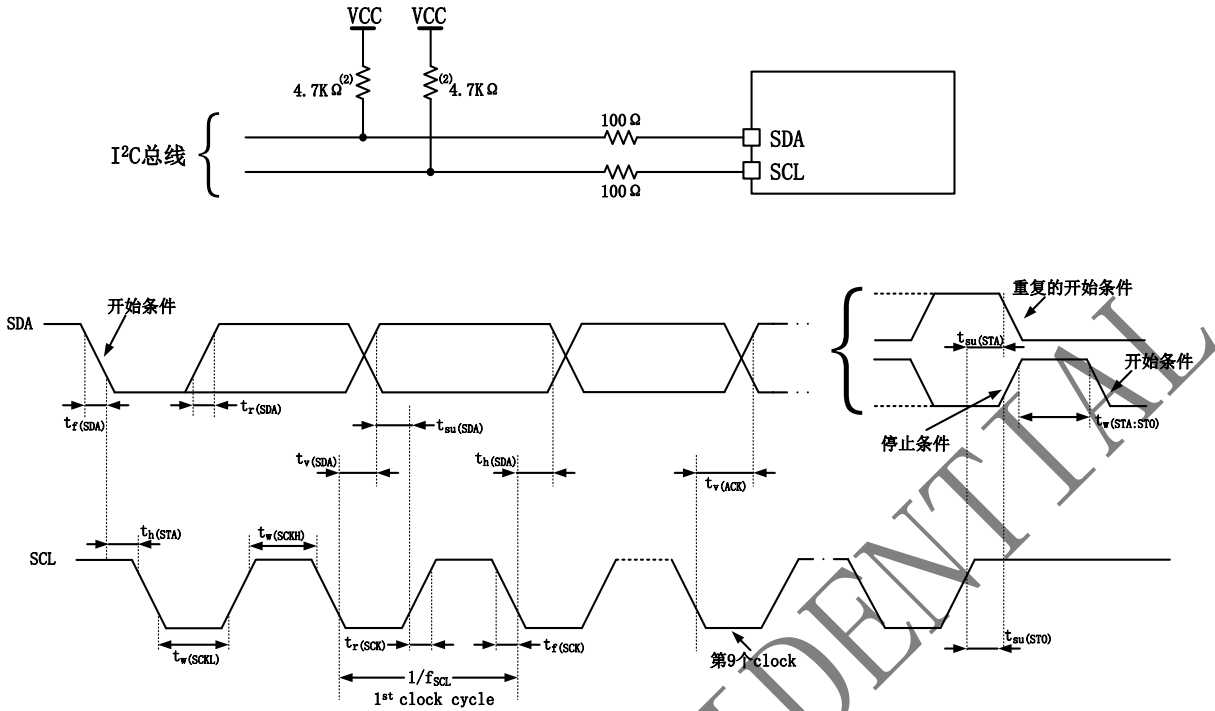 VCC VCC
4.7KΩ(2) (2)4.7KΩ
100Ω
I²C总线
SDA
SCL
100Ω
开始条件
SDA
重复的开始条件
tsu(STA)
开始条件
tf(SDA)
tr(SDA)
tsu(SDA)
停止条件
tw(STA:STO)
tv(SDA)
th(SDA)
tv(ACK)
th(STA)
tw(SCKH)
SCL
tw(SCKL)
tr(SCK)
tf(SCK)
第9个clock
tsu(STO)
1/fSCL
1st clock cycle
DENTIAL